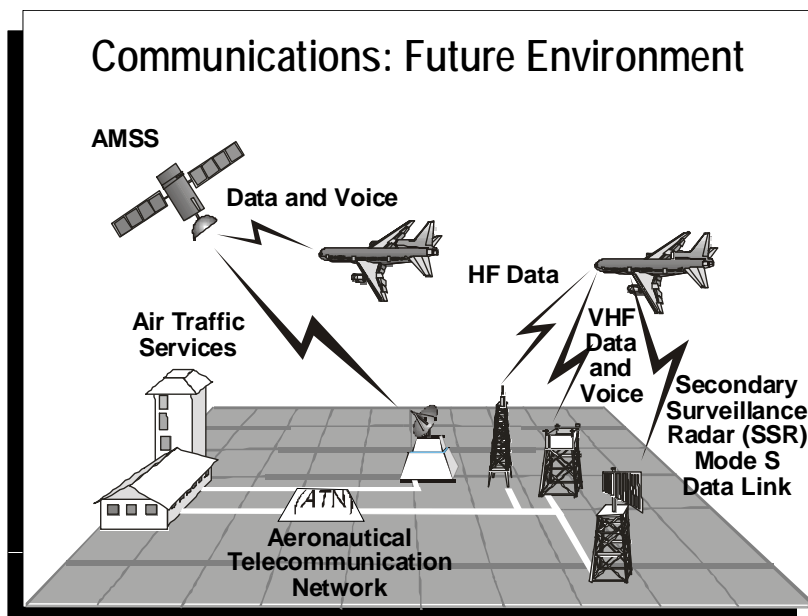 Communications: Future Environment
AMSS
Data and Voice
HF Data
Air Traffic
Services
VHF
Data
and
Voice
Secondary
Surveillance
Radar (SSR)
Mode S
Data Link
ATN
Aeronautical
Telecommunication
Network